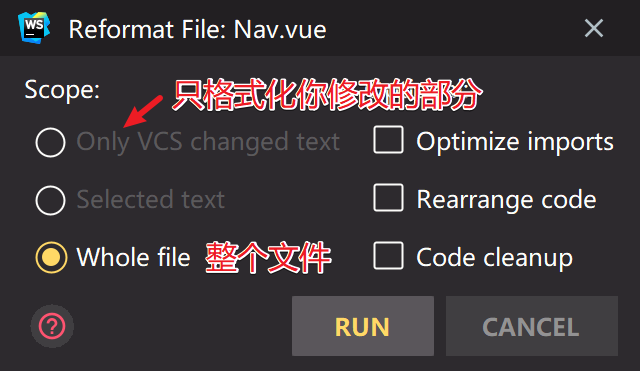 WS
Reformat File: Nav.vue
Scope:
只格式化你修改的部分
Only VCS changed text
Optimize imports
Selected text
Rearrange code
Whole file 整个文件
Code cleanup
?
RUN
CANCEL